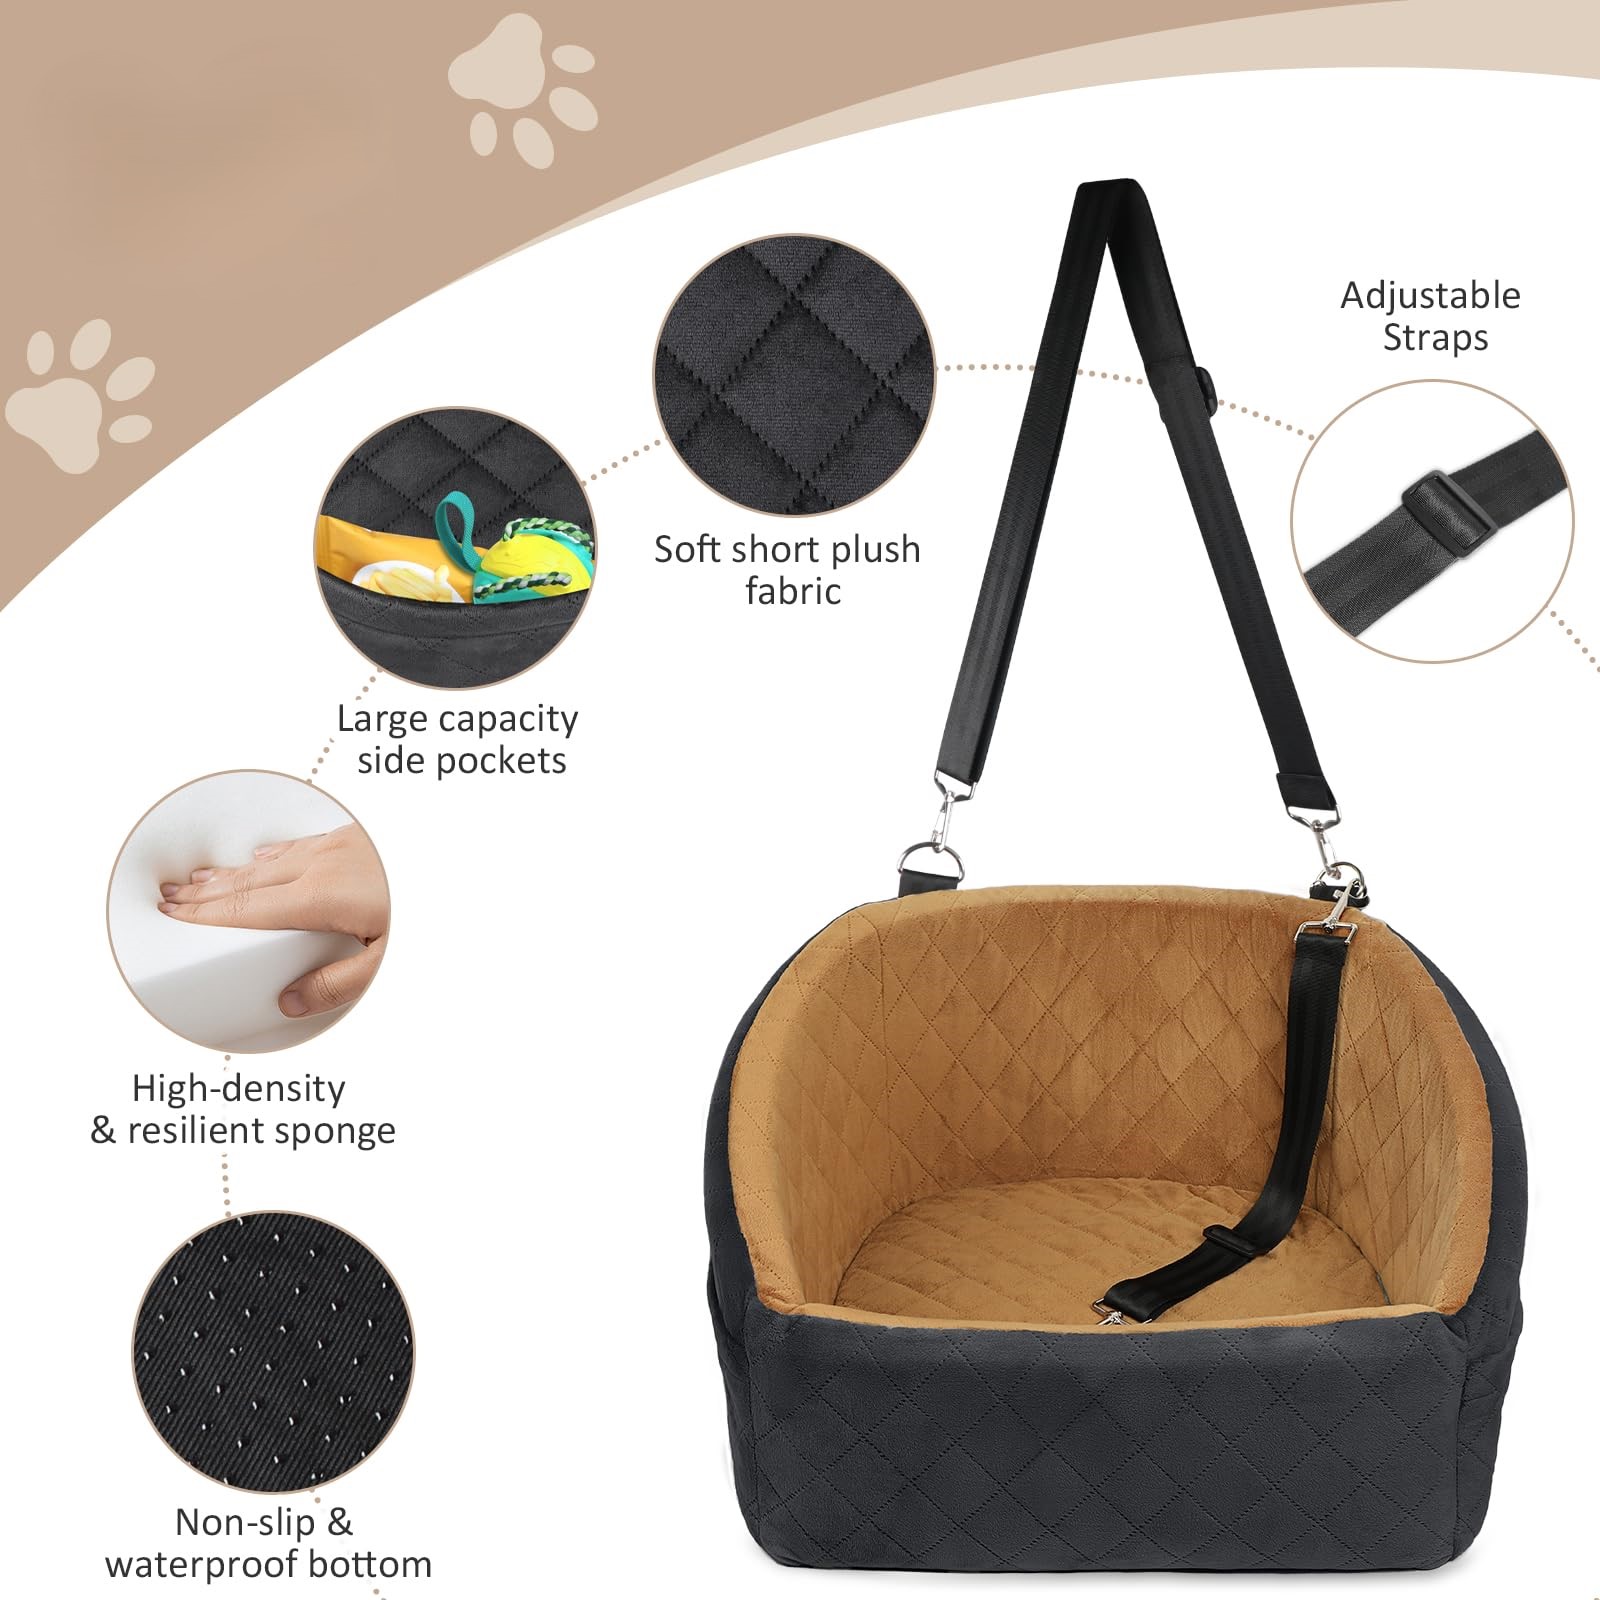 Adjustable
Straps
Soft short plush
fabric
Large capacity
side pockets
High-density
& resilient sponge
Non-slip &
waterproof bottom